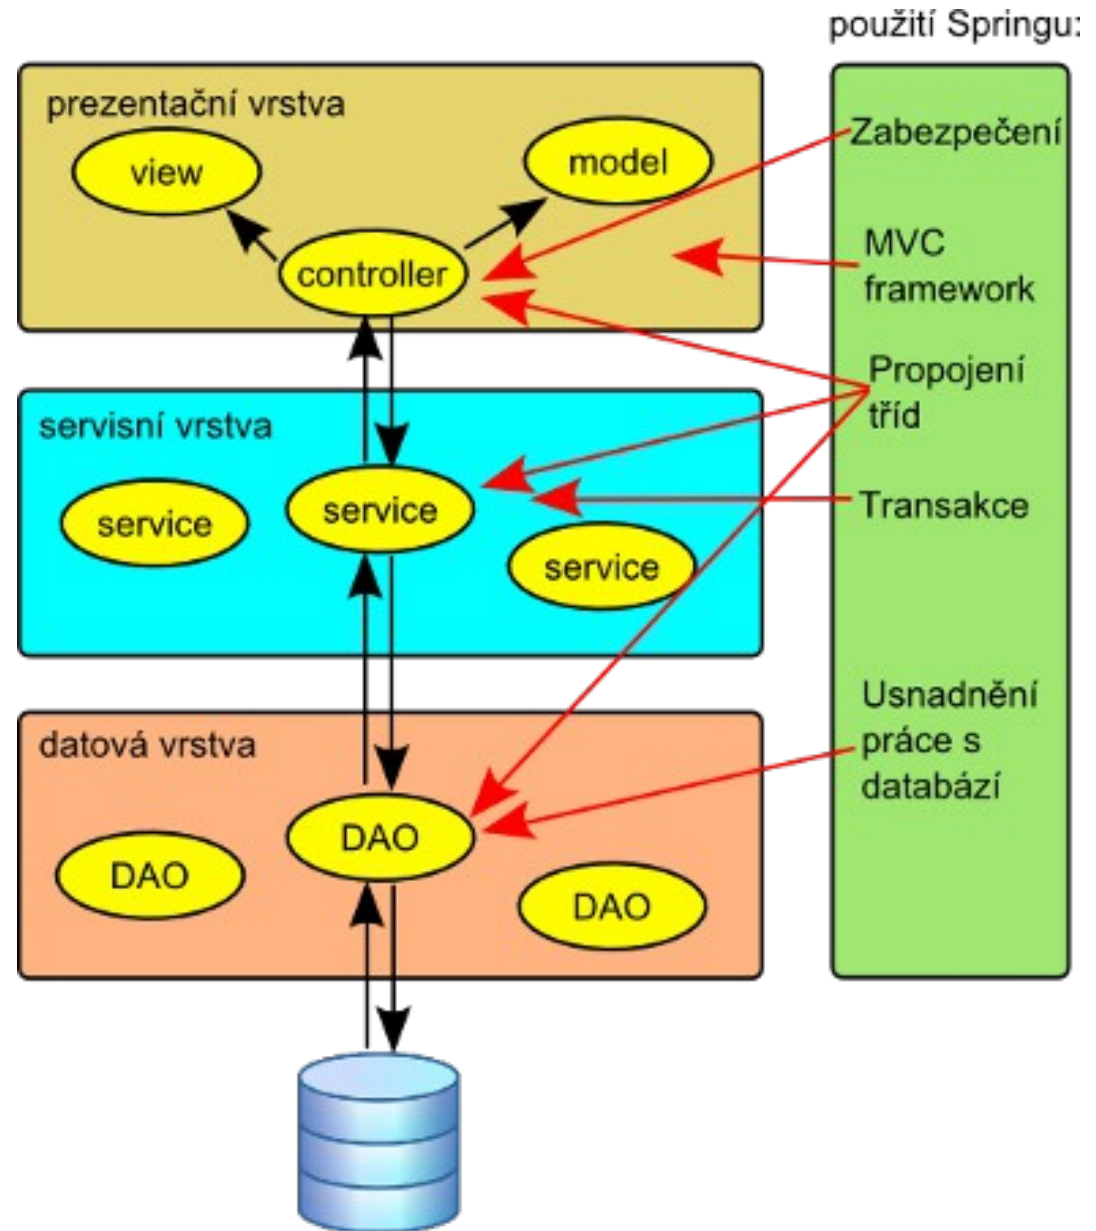 použití Springu:
prezentační vrstva
view
model
controller
servisní vrstva
service
service
service
datová vrstva
DAO
DAO
DAO
Zabezpečení
MVC
framework
Propojení
tříd
Transakce
Usnadnění
práce s
databází